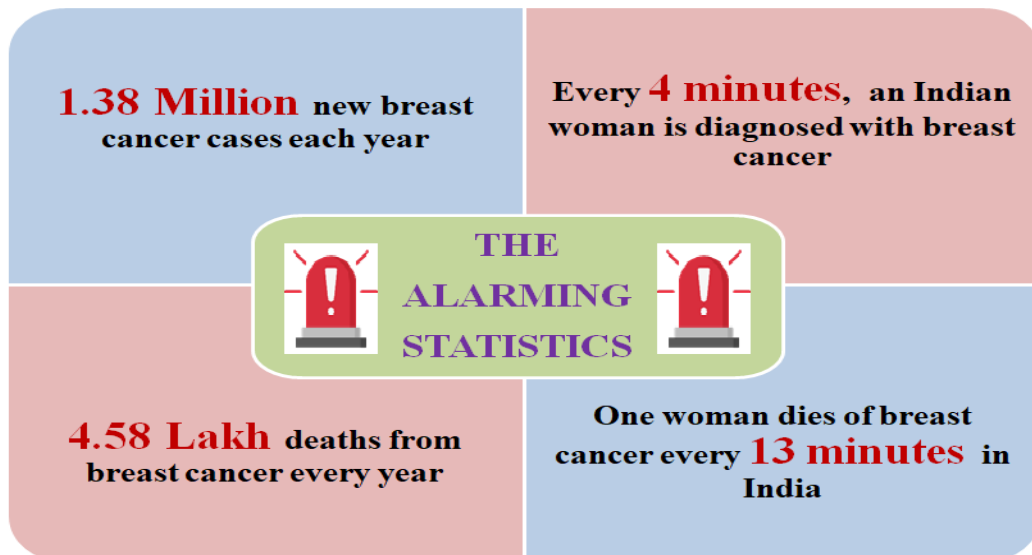 1.38 Million new breast
cancer cases each year
Every 4 minutes, an Indian
woman is diagnosed with breast
cancer
THE
ALARMING
STATISTICS
4.58 Lakh deaths from
breast cancer every year
One woman dies of breast
cancer every 13 minutes in
India